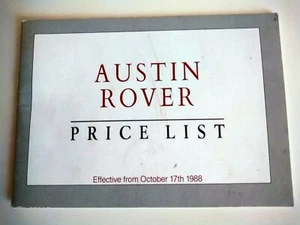 AUSTIN
ROVER
PRICE LIST
Effective from October 17th 1988